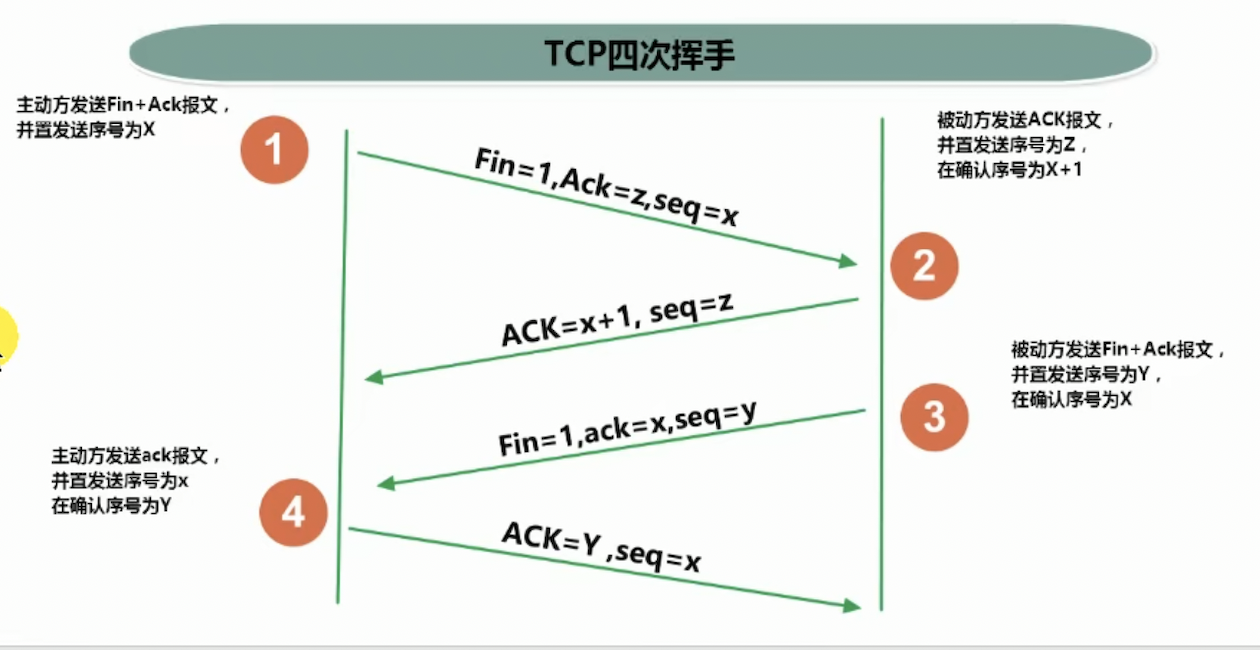 TCP四次挥手
主动方发送Fin+Ack报文，
并置发送序号为X
1
Fin=1,Ack=z,seq=x
被动方发送ACK报文，
并置发送序号为Z，
在确认序号为X+1
2
ACK=x+1, seq=z
被动方发送Fin+Ack报文，
并置发送序号为Y，
在确认序号为X
3
Fin=1,ack=x,seq=y
主动方发送ack报文，
并置发送序号为x
在确认序号为Y
4
ACK=Y ,seq=x